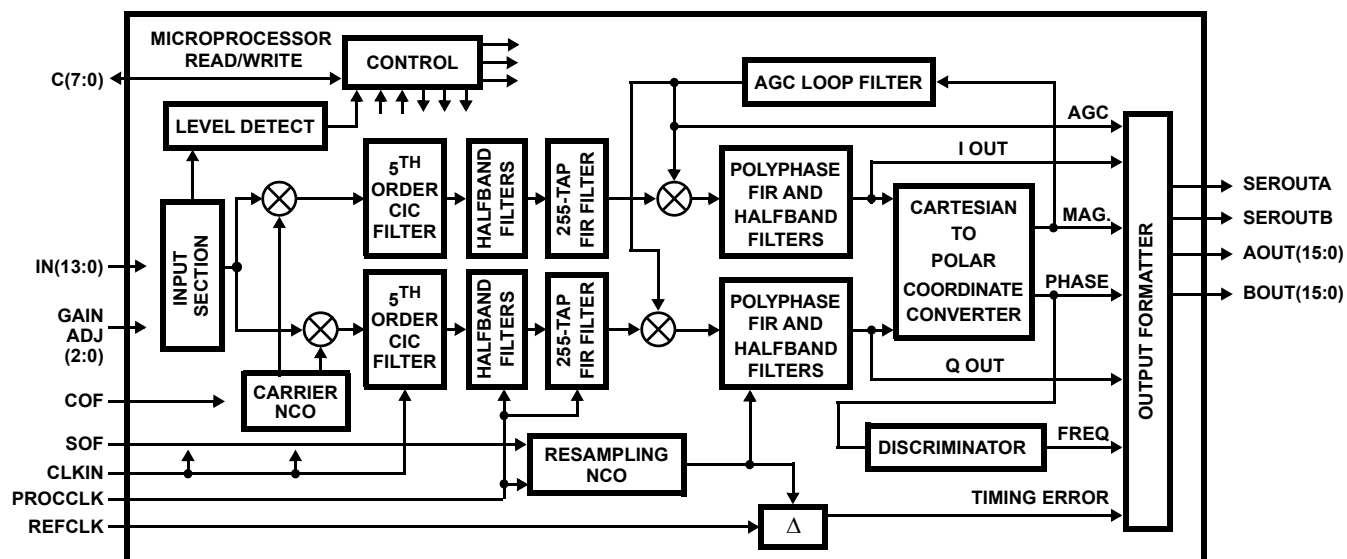 MICROPROCESSOR
READ/WRITE
C(7:0)
CONTROL
AGC LOOP FILTER
LEVEL DETECT
AGC
I OUT
5TH
ORDER
CIC
FILTER
HALFBAND
FILTERS
255-TAP
FIR FILTER
POLYPHASE
FIR AND
HALFBAND
FILTERS
CARTESIAN
TO
POLAR
COORDINATE
CONVERTER
MAG.
PHASE
SEROUTA
SEROUTB
AOUT(15:0)
BOUT(15:0)
OUTPUT FORMATTER
IN(13:0)
INPUT
SECTION
GAIN
ADJ
(2:0)
5TH
ORDER
CIC
FILTER
HALFBAND
FILTERS
255-TAP
FIR FILTER
POLYPHASE
FIR AND
HALFBAND
FILTERS
Q OUT
COF
CARRIER
NCO
SOF
CLKIN
PROCCLK
REFCLK
RESAMPLING
NCO
DISCRIMINATOR
FREQ
TIMING ERROR
Δ